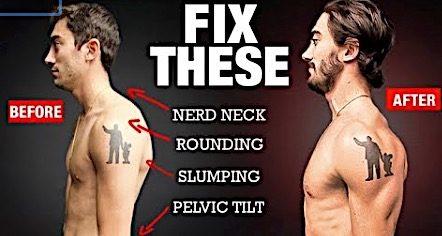 FIX
THESE
BEFORE
AFTER
NERD NECK
ROUNDING
SLUMPING
PELVIC TILT